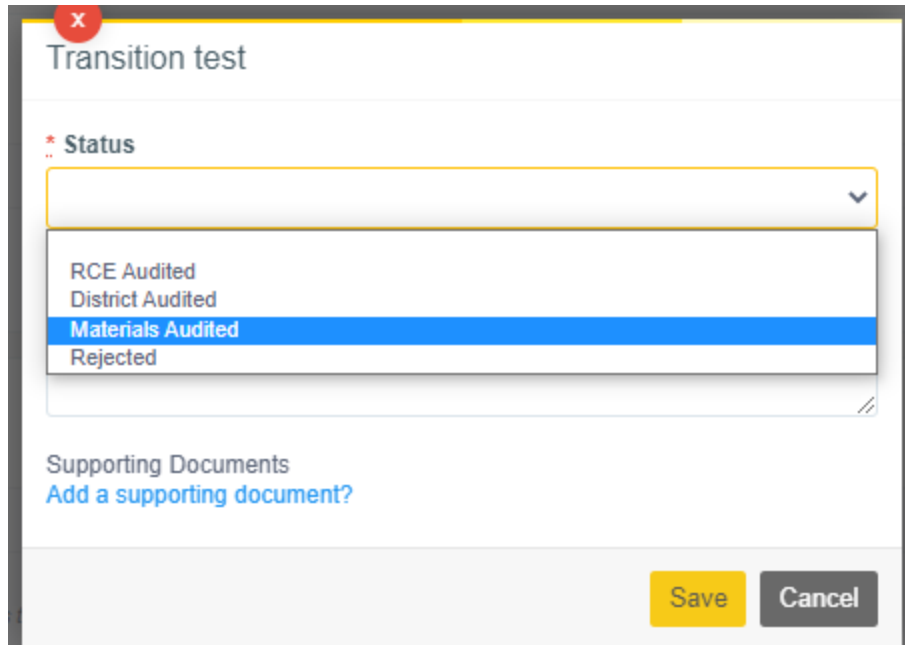 x
Transition test
* Status
RCE Audited
District Audited
Materials Audited
Rejected
Supporting Documents
Add a supporting document?
Save Cancel